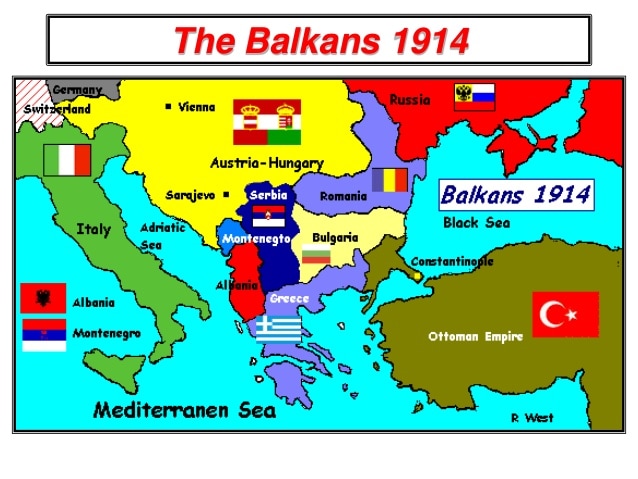 The Balkans 1914
Germany
Switzerland
Vienna
Russia
Austria-Hungary
Sarajevo
Serbia
Romania
Balkans 1914
Black Sea
Italy
Adriatic
Sea
Montenegto
Bulgaria
Constantinople
Albania
Greece
Albania
Montenegro
Ottoman Empire
Mediterranen Sea
R West